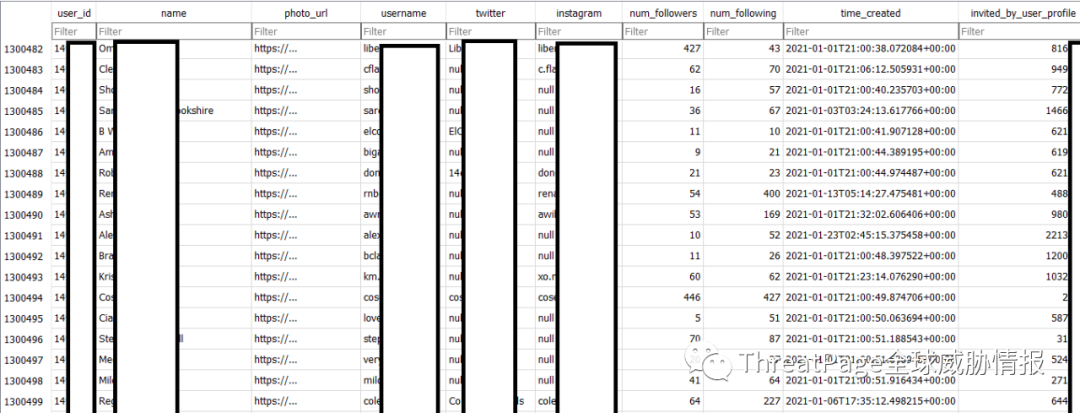 user_id name photo_url username twitter instagram num_followers num_following time_created invited_by_user_profile
Filter Filter Filter Filter Filter Filter Filter Filter Filter Filter
1300482 14 Om https://... libe Lib liber 427 43 2021-01-01T21:00:38.072084+00:00 816
1300483 14 Cle https://... cfla nul c.fla 62 70 2021-01-01T21:06:12.505931+00:00 949
1300484 14 Sho https://... sho nul null 16 57 2021-01-01T21:00:40.235703+00:00 772
1300485 14 Sar ookshire https://... sare nul null 36 67 2021-01-03T03:24:13.617766+00:00 1466
1300486 14 B W https://... elco ElC null 11 10 2021-01-01T21:00:41.907128+00:00 621
1300487 14 Am https://... biga nul null 9 21 2021-01-01T21:00:44.389195+00:00 619
1300488 14 Rob https://... don 14 don 21 23 2021-01-01T21:00:44.974487+00:00 621
1300489 14 Ren https://... rnb nul rena 54 400 2021-01-13T05:14:27.475481+00:00 488
1300490 14 Ash https://... awr nul awil 53 169 2021-01-01T21:32:02.606406+00:00 980
1300491 14 Ale https://... alex nul null 10 52 2021-01-23T02:45:15.375458+00:00 2213
1300492 14 Bra https://... bcla nul null 11 26 2021-01-01T21:00:48.397522+00:00 1200
1300493 14 Kris https://... km. nul xo.r 60 62 2021-01-01T21:23:14.076290+00:00 1032
1300494 14 Cos https://... cos cos cos 446 427 2021-01-01T21:00:49.874706+00:00 2
1300495 14 Cia https://... love nul null 5 51 2021-01-01T21:00:50.063694+00:00 587
1300496 14 Ste ll https://... step nul null 70 87 2021-01-01T21:00:51.188543+00:00 31
1300497 14 Me https://... very nul null 524
1300498 14 Mil https://... mild nul null 41 64 2021-01-01T21:00:51.916434+00:00 271
1300499 14 Reg https://... cole Co ls cole 64 227 2021-01-06T17:35:12.498215+00:00 644
ThreatPage全球威胁情报